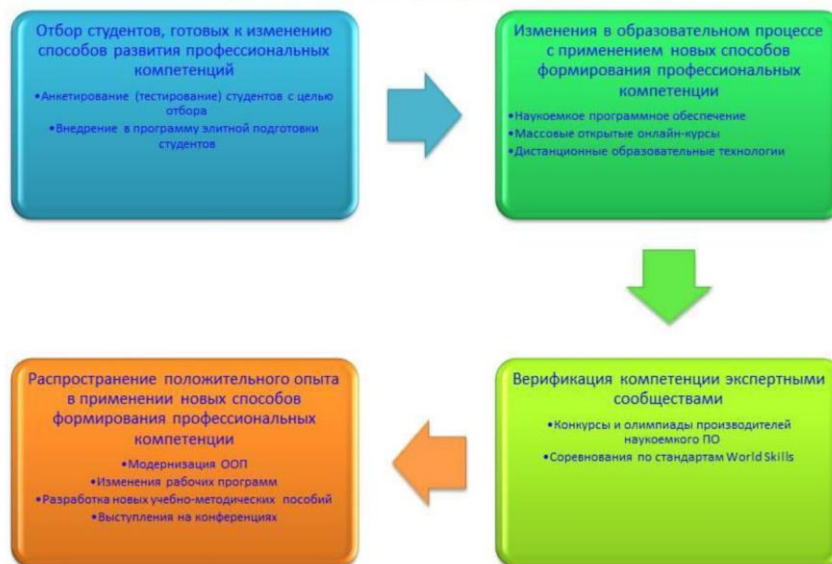 Отбор студентов, готовых к изменению
способов развития профессиональных
компетенций
•Анкетирование (тестирование) студентов с целью
отбора
•Внедрение в программу элитной подготовки
студентов
Изменения в образовательном процессе
с применением новых способов
формирования профессиональных
компетенции
•Наукоемкое программное обеспечение
•Массовые открытые онлайн-курсы
•Дистанционные образовательные технологии
Верификация компетенции экспертными
сообществами
•Конкурсы и олимпиады производителей
наукоемкого ПО
•Соревнования по стандартам World Skills
Распространение положительного опыта
в применении новых способов
формирования профессиональных
компетенции
•Модернизация ООП
•Изменения рабочих программ
•Разработка новых учебно-методических пособий
•Выступления на конференциях